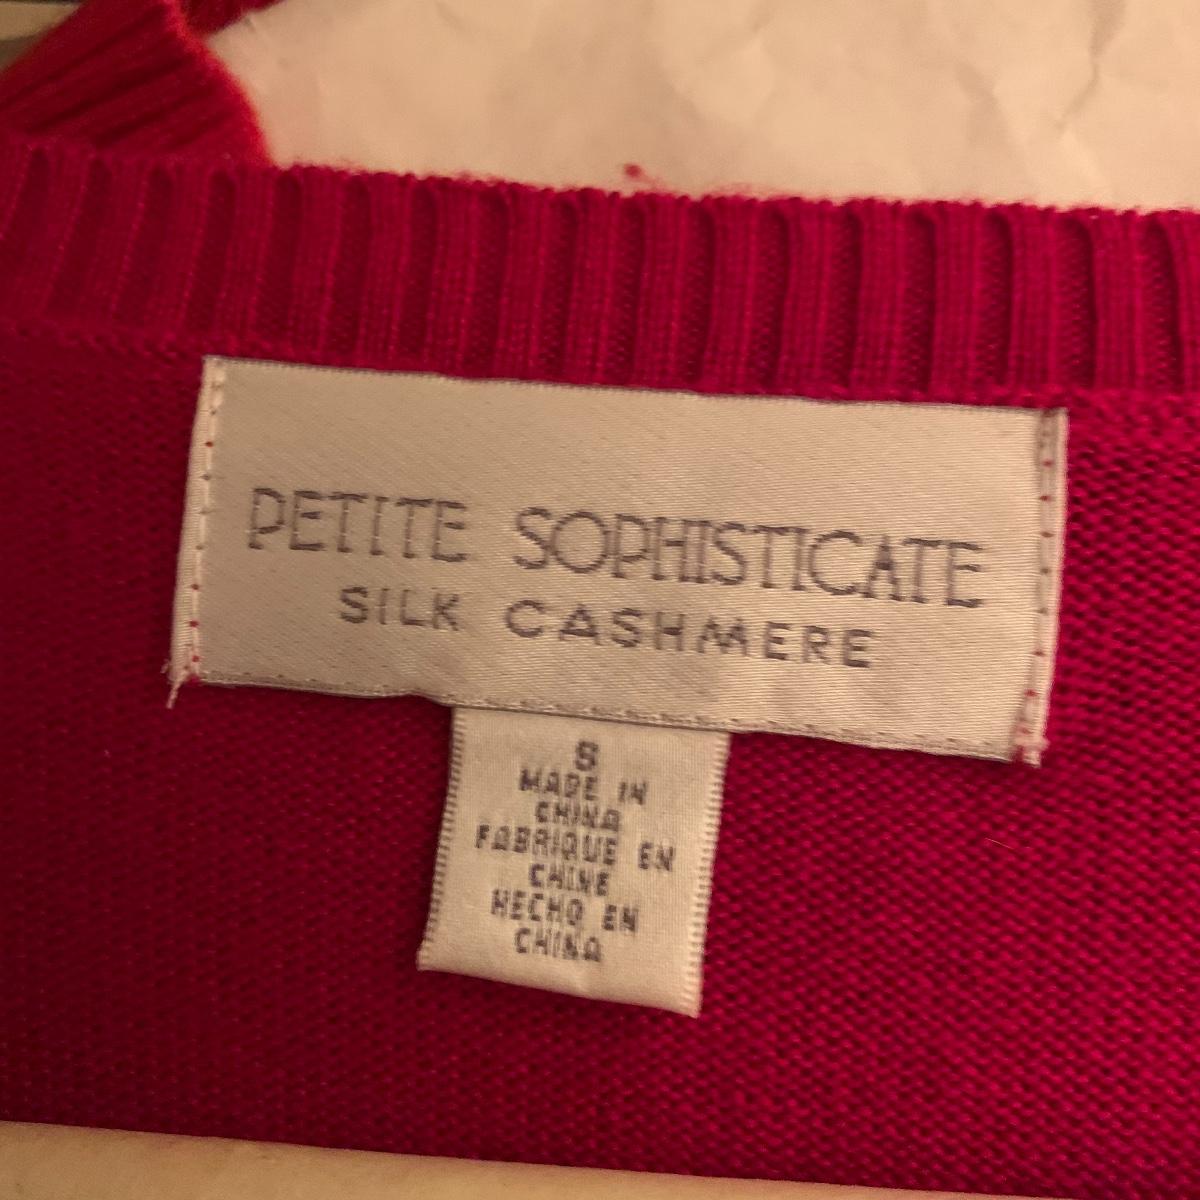 PETITE SOPHISTICATE
SILK CASHMERE
S
MADE IN
CHINA
FABRIQUE EN
CHINE
HECHO EN
CHINA